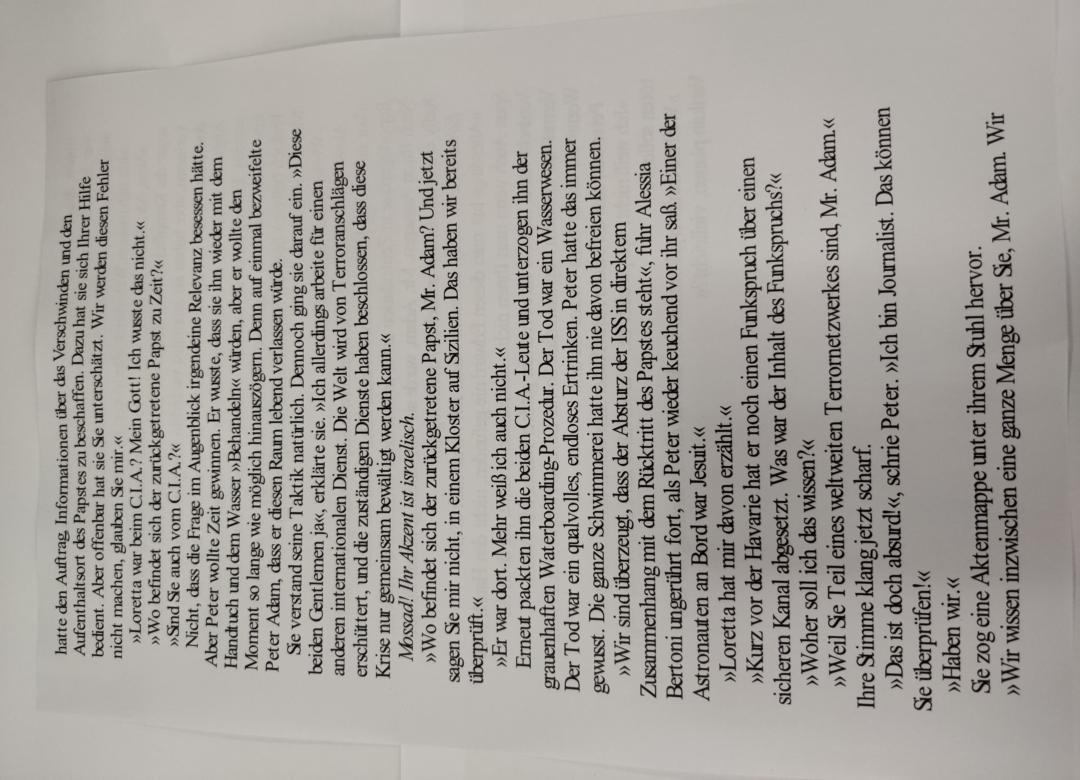 hatte den Auftrag, Informationen über das Verschwinden und den
Aufenthaltsort des Papstes zu beschaffen. Dazu hat sie sich Ihrer Hilfe
bedient. Aber offenbar hat sie Sie unterschätzt. Wir werden diesen Fehler
nicht machen, glauben Sie mir.«
»Loretta war beim C.I.A.? Mein Gott! Ich wusste das nicht.«
»Wo befindet sich der zurückgetretene Papst zu Zeit?«
»Sind Sie auch vom C.I.A.?«
Nicht, dass die Frage im Augenblick irgendeine Relevanz besessen hätte.
Aber Peter wollte Zeit gewinnen. Er wusste, dass sie ihn wieder mit dem
Handtuch und dem Wasser »Behandeln« würden, aber er wollte den
Moment so lange wie möglich hinauszögern. Denn auf einmal bezweifelte
Peter Adam, dass er diesen Raum lebend verlassen würde.
Sie verstand seine Taktik natürlich. Dennoch ging sie darauf ein. »Diese
beiden Gentlemen ja«, erklärte sie. »Ich allerdings arbeite für einen
anderen internationalen Dienst. Die Welt wird von Terroranschlägen
erschüttert, und die zuständigen Dienste haben beschlossen, dass diese
Krise nur gemeinsam bewältigt werden kann.«
Mossad! Ihr Akzent ist israelisch.
»Wo befindet sich der zurückgetretene Papst, Mr. Adam? Und jetzt
sagen Sie mir nicht, in einem Kloster auf Sizilien. Das haben wir bereits
überprüft.«
»Er war dort. Mehr weiß ich auch nicht.«
Erneut packten ihn die beiden C.I.A.-Leute und unterzogen ihn der
grauenhaften Waterboarding-Prozedur. Der Tod war ein Wasserwesen.
Der Tod war ein qualvolles, endloses Ertrinken. Peter hatte das immer
gewusst. Die ganze Schwimmerei hatte ihn nie davon befreien können.
»Wir sind überzeugt, dass der Absturz der ISS in direktem
Zusammenhang mit dem Rücktritt des Papstes steht«, fuhr Alessia
Bertoni ungerührt fort, als Peter wieder keuchend vor ihr saß. »Einer der
Astronauten an Bord war Jesuit.«
»Loretta hat mir davon erzählt.«
»Kurz vor der Havarie hat er noch einen Funkspruch über einen
sicheren Kanal abgesetzt. Was war der Inhalt des Funkspruchs?«
»Woher soll ich das wissen?«
»Weil Sie Teil eines weltweiten Terrornetzwerkes sind, Mr. Adam.«
Ihre Stimme klang jetzt scharf.
»Das ist doch absurd!«, schrie Peter. »Ich bin Journalist. Das können
Sie überprüfen!«
»Haben wir.«
Sie zog eine Aktenmappe unter ihrem Stuhl hervor.
»Wir wissen inzwischen eine ganze Menge über Sie, Mr. Adam. Wir